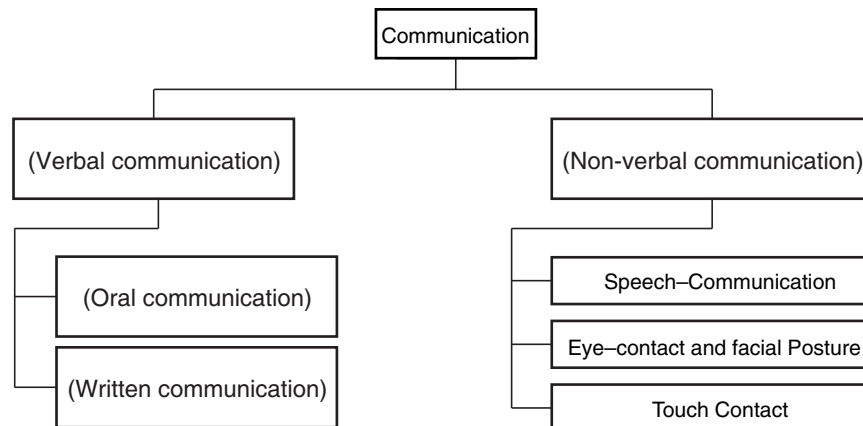 Communication
(Verbal communication)
(Non-verbal communication)
(Oral communication)
(Written communication)
Speech–Communication
Eye–contact and facial Posture
Touch Contact